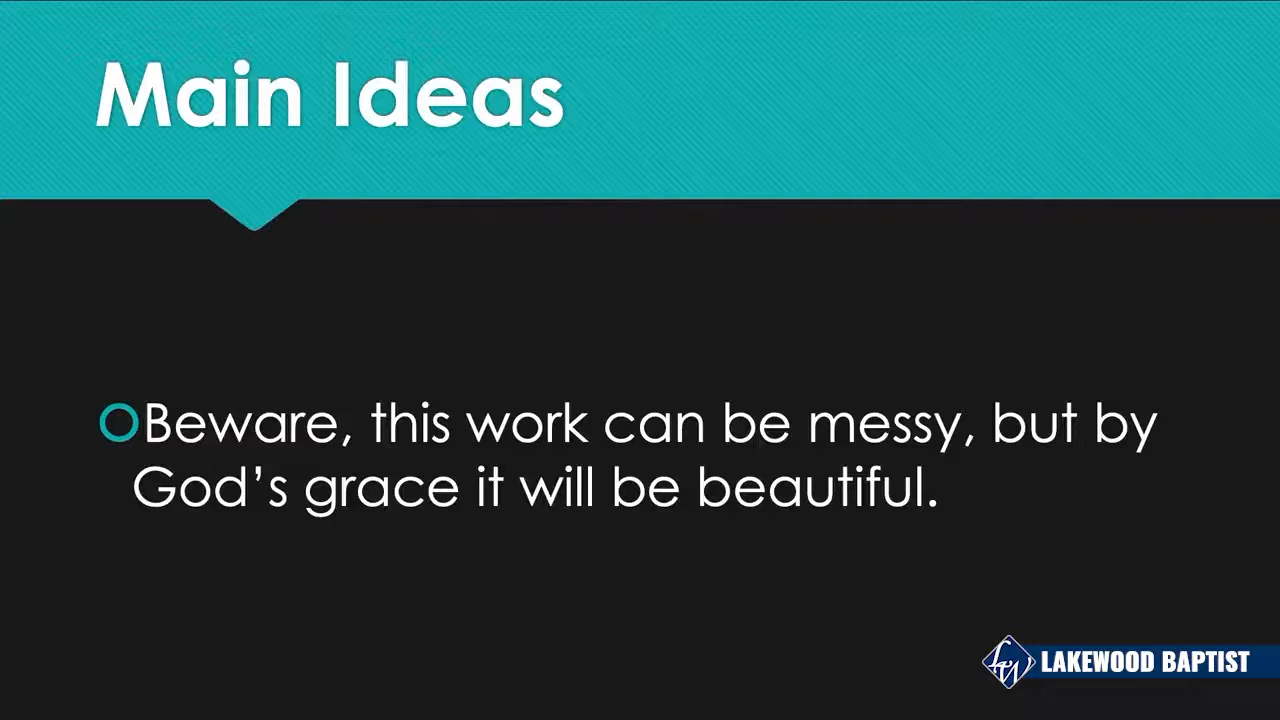 Main Ideas
Beware, this work can be messy, but by
God’s grace it will be beautiful.
LAKEWOOD BAPTIST